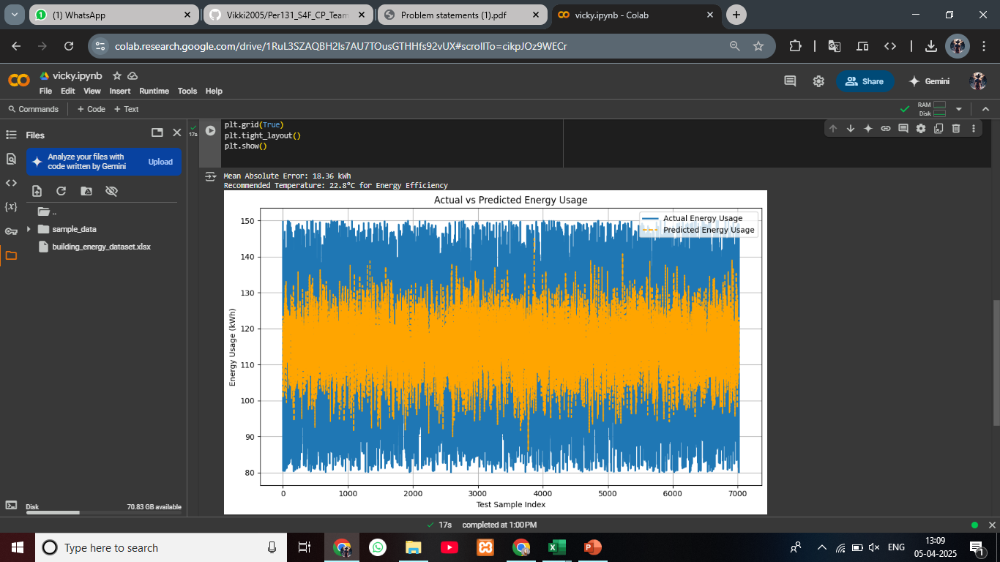 (1) WhatsApp
Vikki2005/Per131_S4F_CP_Team
Problem statements (1).pdf
vicky.ipynb - Colab
colab.research.google.com/drive/1RuL3SZAQBH2Is7AU7TOusGTHHfs92vUX#scrollTo=cikpJOz9WECr
vicky.ipynb
File Edit View Insert Runtime Tools Help
Share
Gemini
Commands + Code + Text
RAM
Disk
Files
Analyze your files with
code written by Gemini
Upload
..
sample_data
building_energy_dataset.xlsx
Disk
70.83 GB available
17s
plt.grid(True)
plt.tight_layout()
plt.show()
Mean Absolute Error: 18.36 kWh
Recommended Temperature: 22.8°C for Energy Efficiency
Actual vs Predicted Energy Usage
Actual Energy Usage
Predicted Energy Usage
Energy Usage (kWh)
150
140
130
120
110
100
90
80
0 1000 2000 3000 4000 5000 6000 7000
Test Sample Index
17s completed at 1:00 PM
Type here to search
ENG
13:09
05-04-2025
1